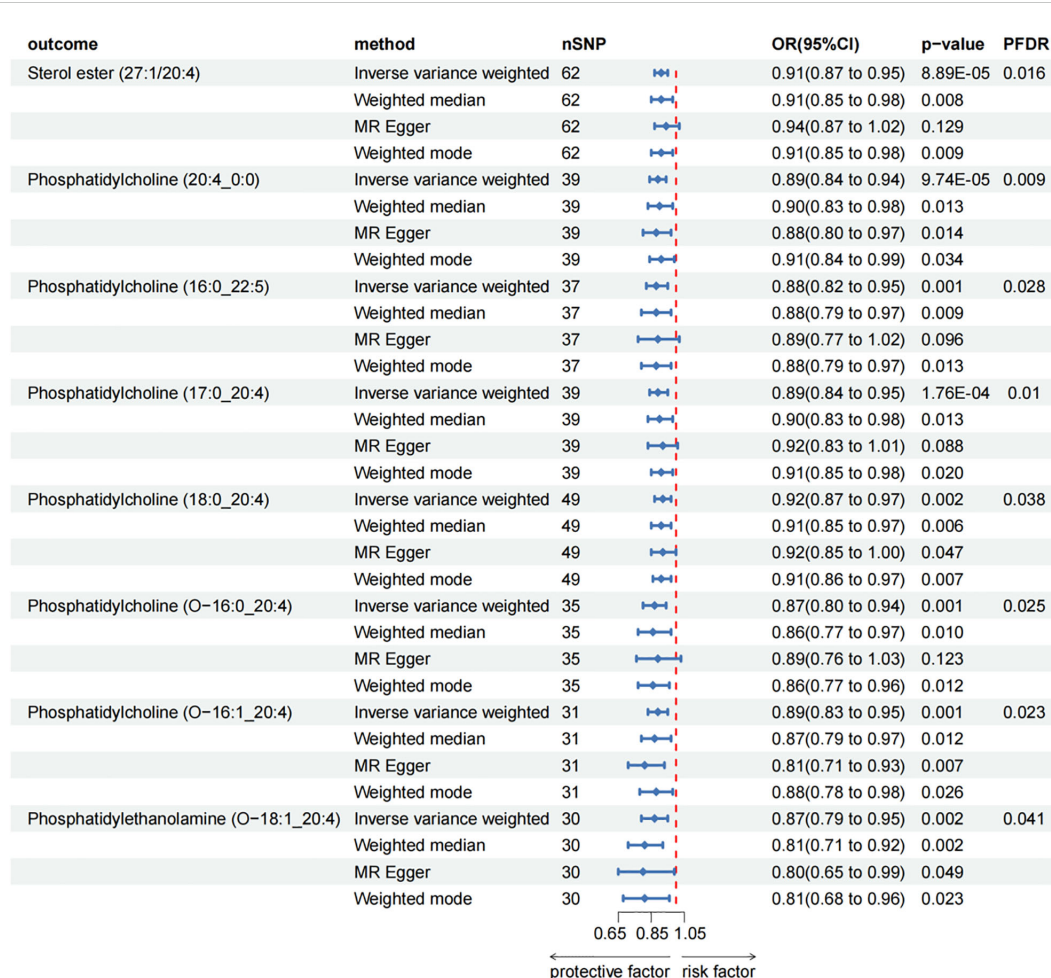 outcome method nSNP OR(95%CI) p−value PFDR
Sterol ester (27:1/20:4) Inverse variance weighted 62 0.91(0.87 to 0.95) 8.89E-05 0.016
Weighted median 62 0.91(0.85 to 0.98) 0.008
MR Egger 62 0.94(0.87 to 1.02) 0.129
Weighted mode 62 0.91(0.85 to 0.98) 0.009
Phosphatidylcholine (20:4_0:0) Inverse variance weighted 39 0.89(0.84 to 0.94) 9.74E-05 0.009
Weighted median 39 0.90(0.83 to 0.98) 0.013
MR Egger 39 0.88(0.80 to 0.97) 0.014
Weighted mode 39 0.91(0.84 to 0.99) 0.034
Phosphatidylcholine (16:0_22:5) Inverse variance weighted 37 0.88(0.82 to 0.95) 0.001 0.028
Weighted median 37 0.88(0.79 to 0.97) 0.009
MR Egger 37 0.89(0.77 to 1.02) 0.096
Weighted mode 37 0.88(0.79 to 0.97) 0.013
Phosphatidylcholine (17:0_20:4) Inverse variance weighted 39 0.89(0.84 to 0.95) 1.76E-04 0.01
Weighted median 39 0.90(0.83 to 0.98) 0.013
MR Egger 39 0.92(0.83 to 1.01) 0.088
Weighted mode 39 0.91(0.85 to 0.98) 0.020
Phosphatidylcholine (18:0_20:4) Inverse variance weighted 49 0.92(0.87 to 0.97) 0.002 0.038
Weighted median 49 0.91(0.85 to 0.97) 0.006
MR Egger 49 0.92(0.85 to 1.00) 0.047
Weighted mode 49 0.91(0.86 to 0.97) 0.007
Phosphatidylcholine (O−16:0_20:4) Inverse variance weighted 35 0.87(0.80 to 0.94) 0.001 0.025
Weighted median 35 0.86(0.77 to 0.97) 0.010
MR Egger 35 0.89(0.76 to 1.03) 0.123
Weighted mode 35 0.86(0.77 to 0.96) 0.012
Phosphatidylcholine (O−16:1_20:4) Inverse variance weighted 31 0.89(0.83 to 0.95) 0.001 0.023
Weighted median 31 0.87(0.79 to 0.97) 0.012
MR Egger 31 0.81(0.71 to 0.93) 0.007
Weighted mode 31 0.88(0.78 to 0.98) 0.026
Phosphatidylethanolamine (O−18:1_20:4) Inverse variance weighted 30 0.87(0.79 to 0.95) 0.002 0.041
Weighted median 30 0.81(0.71 to 0.92) 0.002
MR Egger 30 0.80(0.65 to 0.99) 0.049
Weighted mode 30 0.81(0.68 to 0.96) 0.023
0.65 0.85 1.05
protective factor risk factor